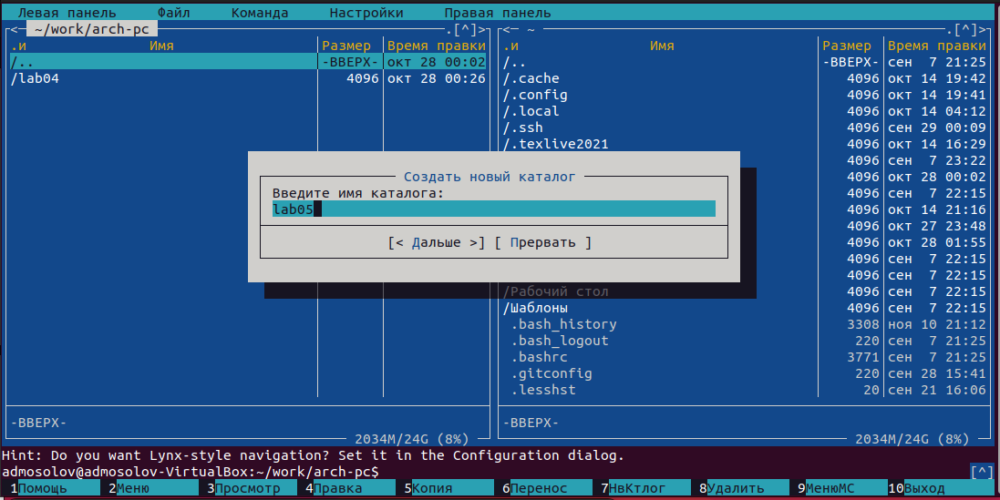 Левая панель Файл Команда Настройки Правая панель
<─ ~/work/arch-pc .[^]> <─ ~ .[^]>
.и Имя Размер Время правки .и Имя Размер Время правки
/.. -ВВЕРХ- окт 28 00:02 /.. -ВВЕРХ- сен 7 21:25
/lab04 4096 окт 28 00:26 /.cache 4096 окт 14 19:42
/.config 4096 окт 14 19:41
/.local 4096 окт 14 04:12
/.ssh 4096 сен 29 00:09
/.texlive2021 4096 окт 14 16:29
4096 сен 7 23:22
Создать новый каталог 4096 окт 28 00:02
Введите имя каталога: 4096 сен 7 22:15
lab05 4096 окт 14 21:16
4096 окт 27 23:48
[< Дальше >] [ Прервать ] 4096 окт 28 01:55
4096 сен 7 22:15
4096 сен 7 22:15
/Рабочий стол 4096 сен 7 22:15
/Шаблоны 4096 сен 7 22:15
.bash_history 3308 ноя 10 21:12
.bash_logout 220 сен 7 21:25
.bashrc 3771 сен 7 21:25
.gitconfig 220 сен 28 15:41
.lesshst 20 сен 21 16:06
-ВВЕРХ- -ВВЕРХ-
2034M/24G (8%) 2034M/24G (8%)
Hint: Do you want Lynx-style navigation? Set it in the Configuration dialog.
admosolov@admosolov-VirtualBox:~/work/arch-pc$ [^]
1Помощь 2Меню 3Просмотр 4Правка 5Копия 6Перенос 7НвКтлог 8Удалить 9МенюМС 10Выход